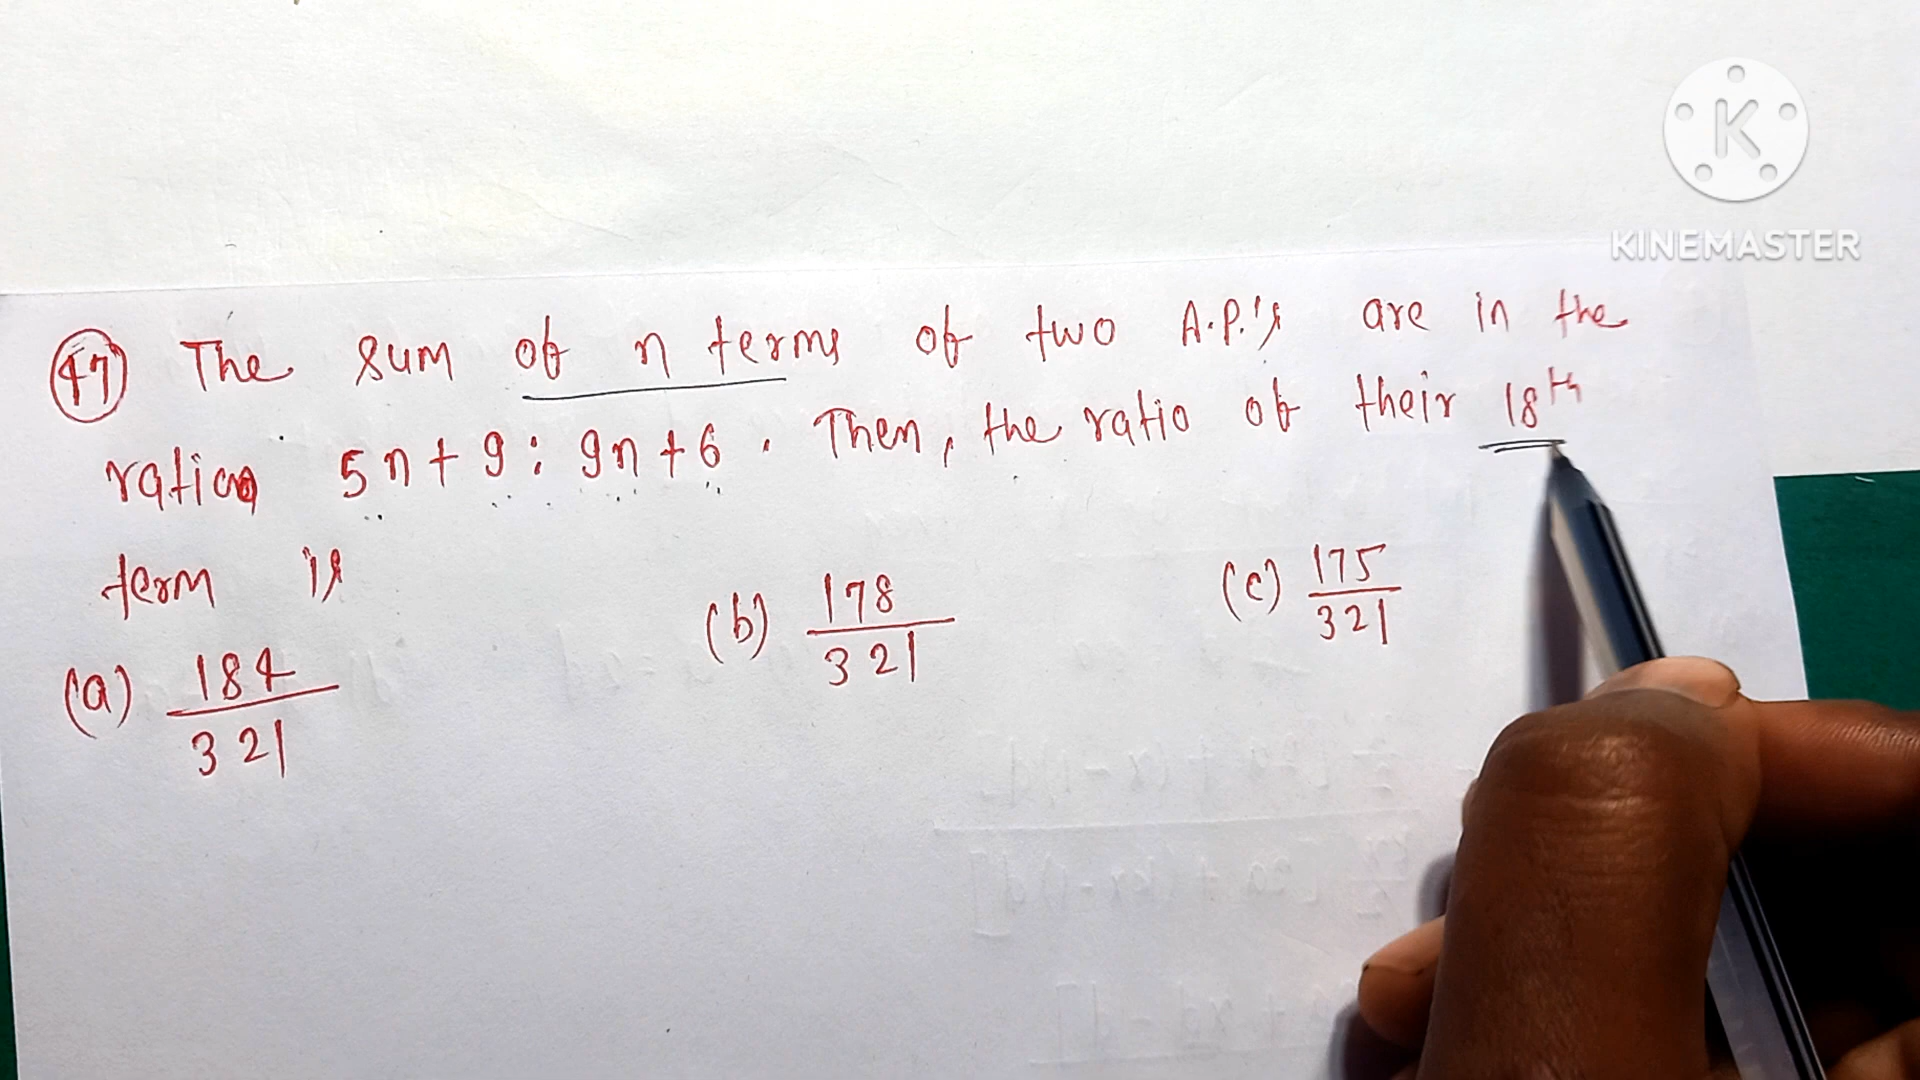 K
KINEMASTER
47 The sum of n terms of two A.P.'s are in the
ratio 5n+9 : 9n+6. Then, the ratio of their 18th
term is
(a) 184/321 (b) 178/321 (c) 175/321